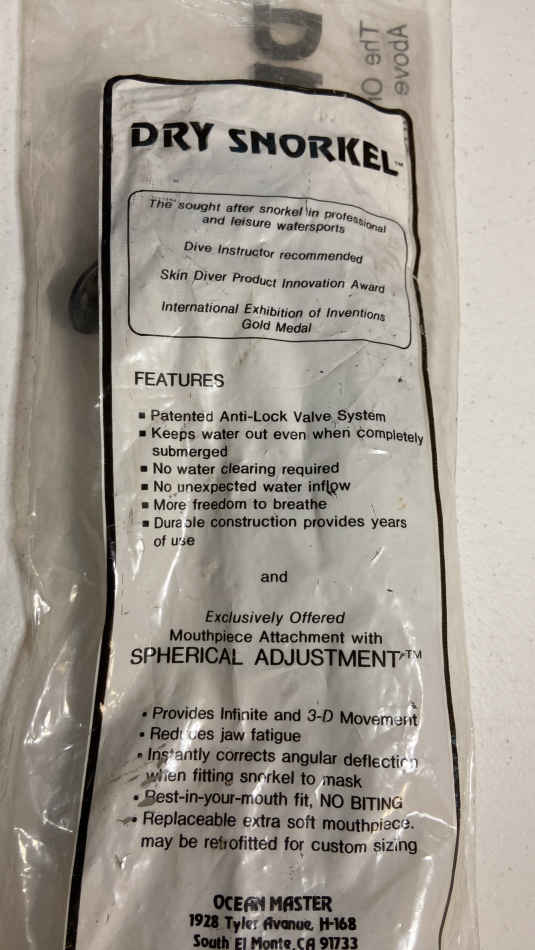 Above
The
DRY SNORKEL™
The sought after snorkel in professional
and leisure watersports
Dive Instructor recommended
Skin Diver Product Innovation Award
International Exhibition of Inventions
Gold Medal
FEATURES
▪ Patented Anti-Lock Valve System
▪ Keeps water out even when completely
submerged
▪ No water clearing required
▪ No unexpected water inflow
▪ More freedom to breathe
▪ Durable construction provides years
of use
and
Exclusively Offered
Mouthpiece Attachment with
SPHERICAL ADJUSTMENT™
• Provides Infinite and 3-D Movement
• Reduces jaw fatigue
• Instantly corrects angular deflection
when fitting snorkel to mask
• Rest-in-your-mouth fit, NO BITING
• Replaceable extra soft mouthpiece.
may be retrofitted for custom sizing
OCEAN MASTER
1928 Tyler Avenue, H-168
South El Monte, CA 91733